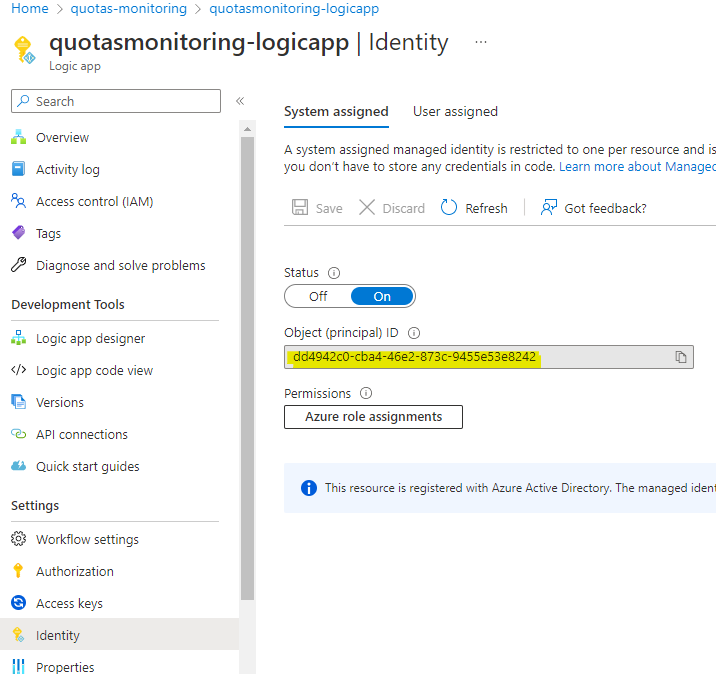 Home > quotas-monitoring > quotasmonitoring-logicapp
quotasmonitoring-logicapp | Identity ...
Logic app
Search
«
Overview
Activity log
Access control (IAM)
Tags
Diagnose and solve problems
Development Tools
Logic app designer
Logic app code view
Versions
API connections
Quick start guides
Settings
Workflow settings
Authorization
Access keys
Identity
Properties
System assigned User assigned
A system assigned managed identity is restricted to one per resource and is
you don't have to store any credentials in code. Learn more about Managed
Save Discard Refresh Got feedback?
Status
Off On
Object (principal) ID
dd4942c0-cba4-46e2-873c-9455e53e8242
Permissions
Azure role assignments
This resource is registered with Azure Active Directory. The managed ident